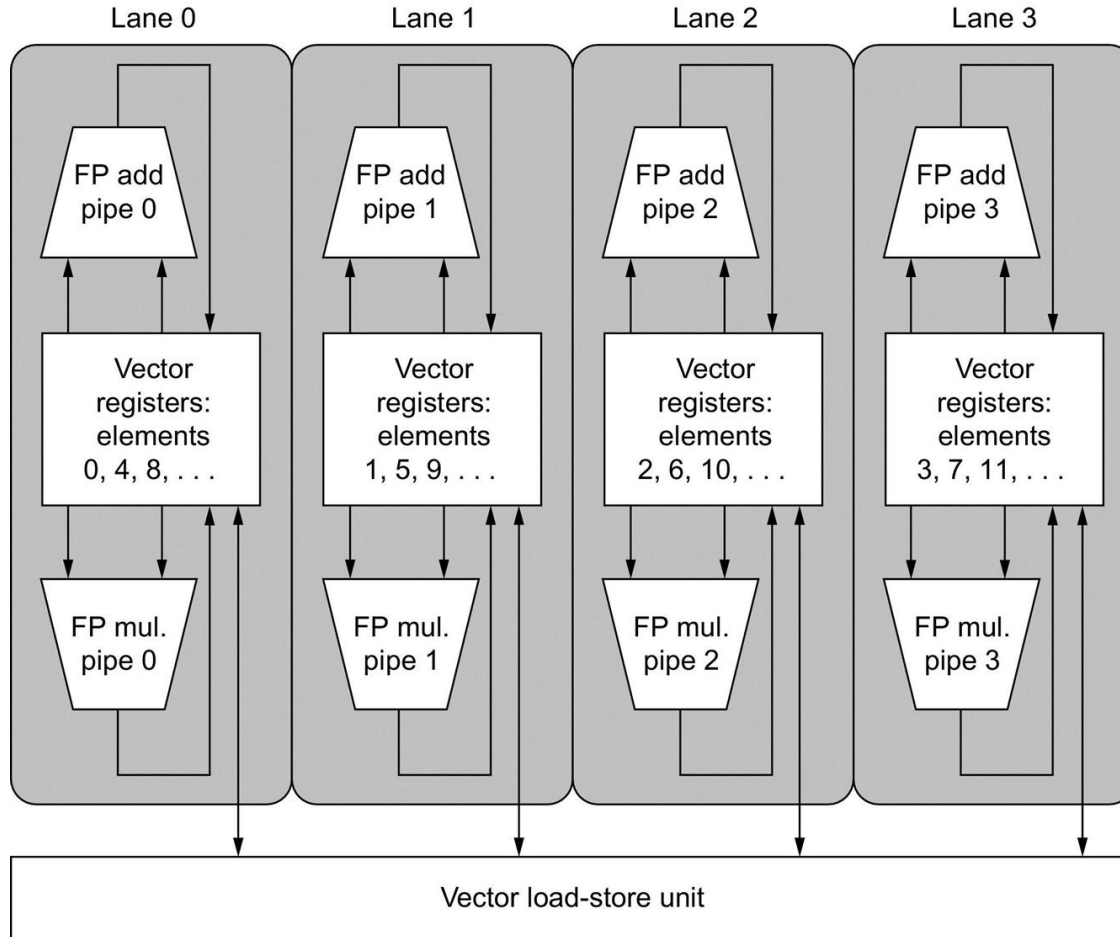 Lane 0
Lane 1
Lane 2
Lane 3
FP add
pipe 0
FP add
pipe 1
FP add
pipe 2
FP add
pipe 3
Vector
registers:
elements
0, 4, 8, . . .
Vector
registers:
elements
1, 5, 9, . . .
Vector
registers:
elements
2, 6, 10, . . .
Vector
registers:
elements
3, 7, 11, . . .
FP mul.
pipe 0
FP mul.
pipe 1
FP mul.
pipe 2
FP mul.
pipe 3
Vector load-store unit